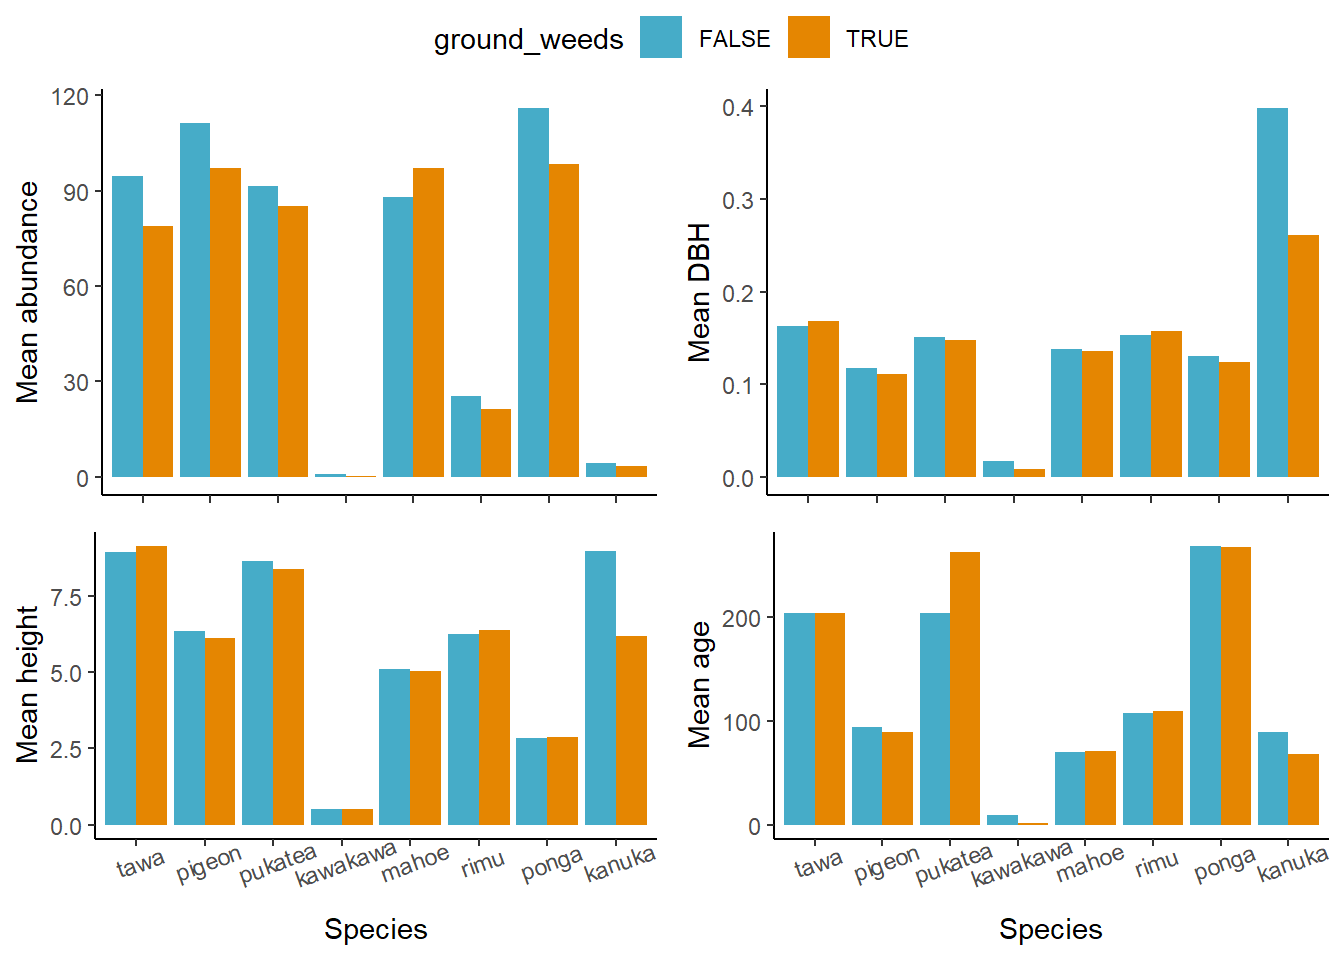 ground_weeds FALSE TRUE
Mean abundance
120
90
60
30
0
Mean DBH
0.4
0.3
0.2
0.1
0.0
Mean height
7.5
5.0
2.5
0.0
tawa pigeon pukatea kawakawa mahoe rimu ponga kanuka
Species
Mean age
200
100
0
tawa pigeon pukatea kawakawa mahoe rimu ponga kanuka
Species